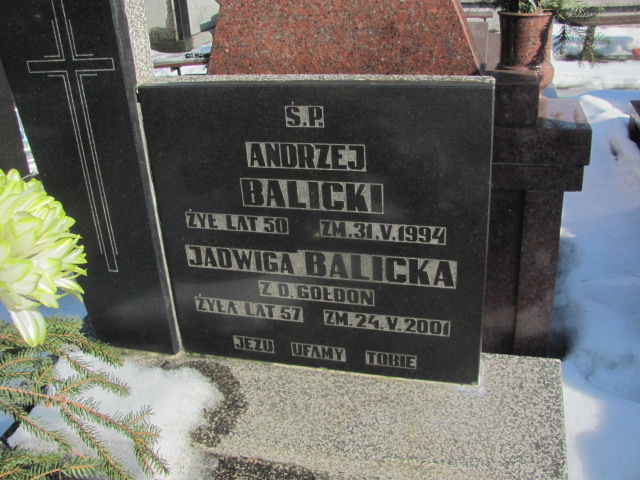 Ś.P.
ANDRZEJ
BALICKI
ŻYŁ LAT 50 ZM. 31.V.1994
JADWIGA BALICKA
Z D. GOŁDON
ŻYŁA LAT 57 ZM. 24.V.2001
JEZU UFAMY TOBIE